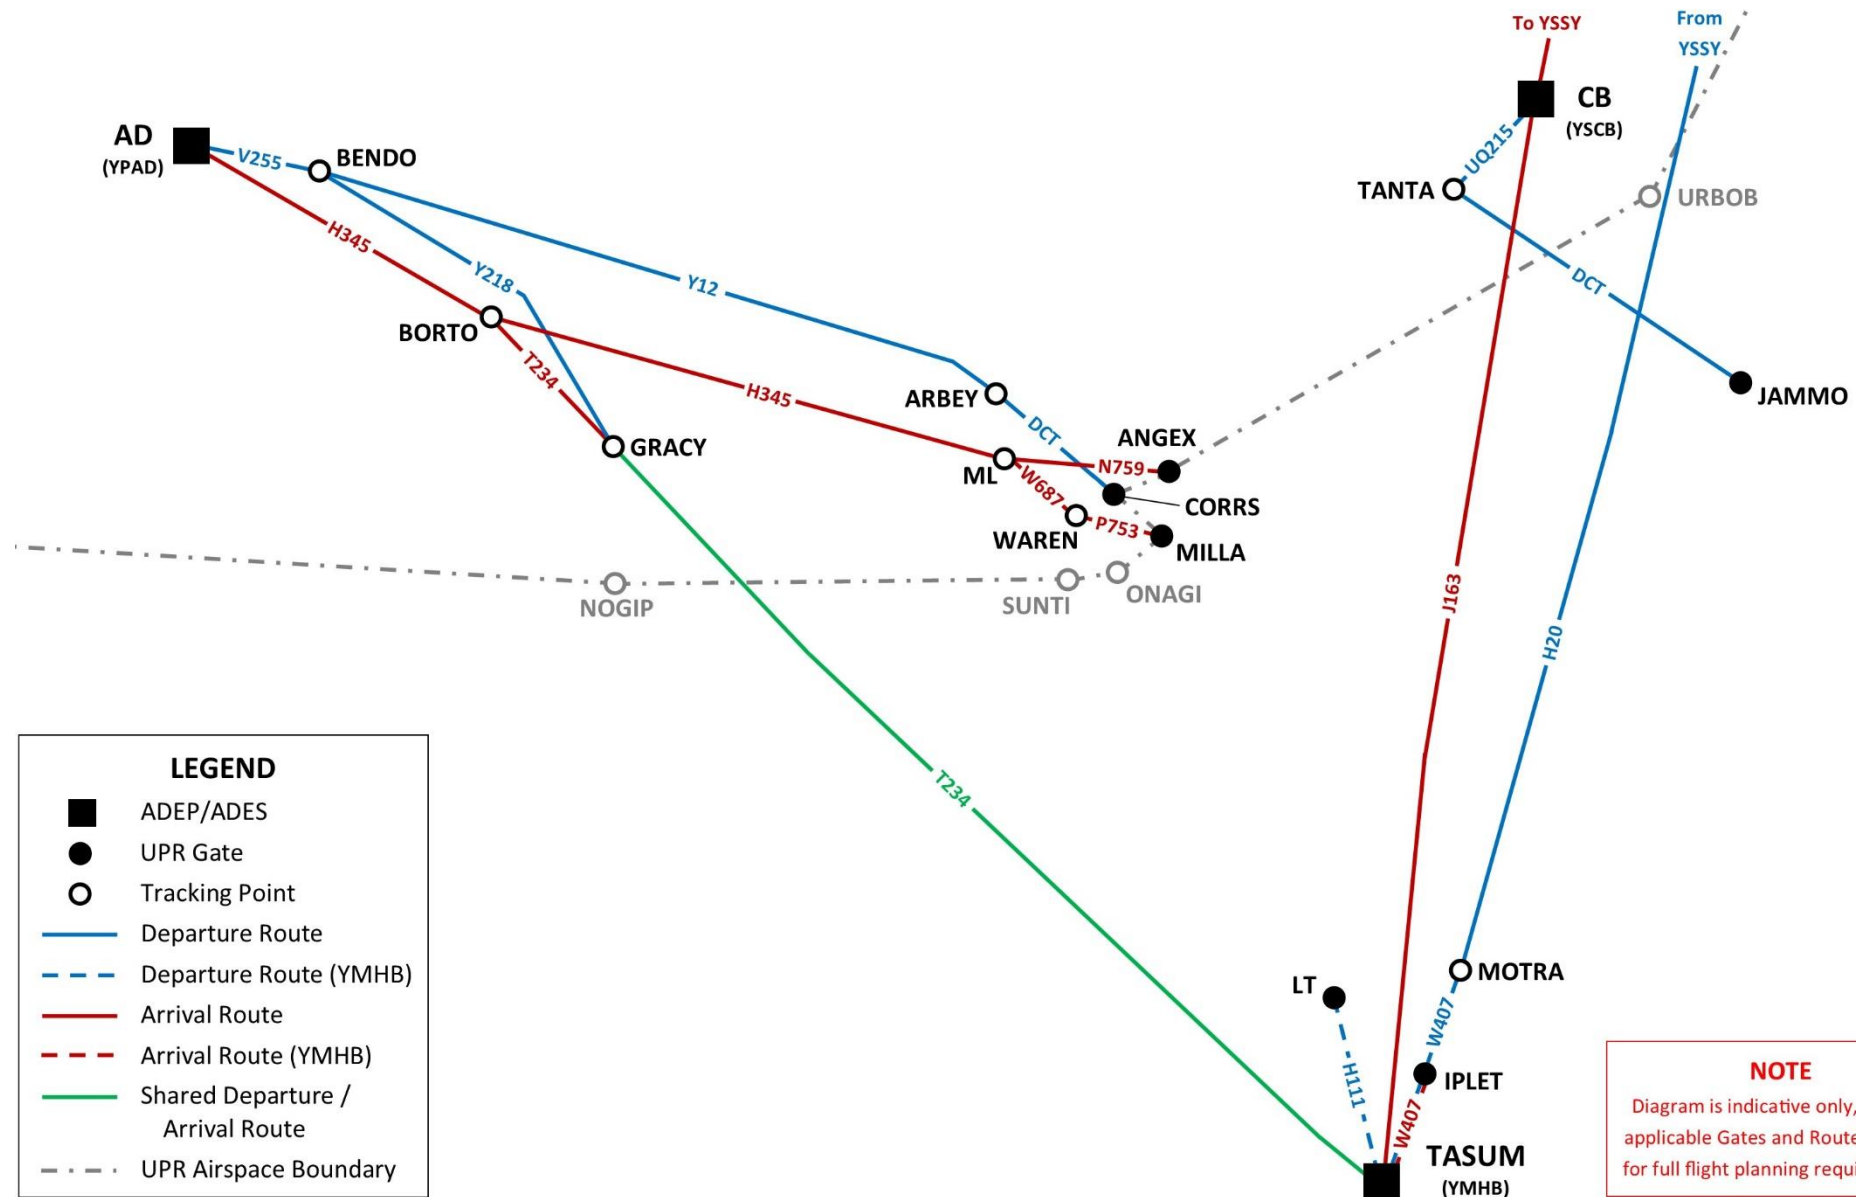 To YSSY
From
YSSY
AD
(YPAD)
V255
BENDO
CB
(YSCB)
UQ215
TANTA
URBOB
H345
Y218
Y12
DCT
BORTO
T234
H345
ARBEY
JAMMO
DCT
ANGEX
GRACY
ML
N759
W687
CORRS
WAREN
P753
MILLA
NOGIP
SUNTI
ONAGI
J163
H20
T234
LEGEND
ADEP/ADES
UPR Gate
Tracking Point
Departure Route
Departure Route (YMHB)
Arrival Route
Arrival Route (YMHB)
Shared Departure /
Arrival Route
UPR Airspace Boundary
LT
MOTRA
W407
H111
IPLET
W407
TASUM
(YMHB)
NOTE
Diagram is indicative only,
applicable Gates and Route
for full flight planning requi